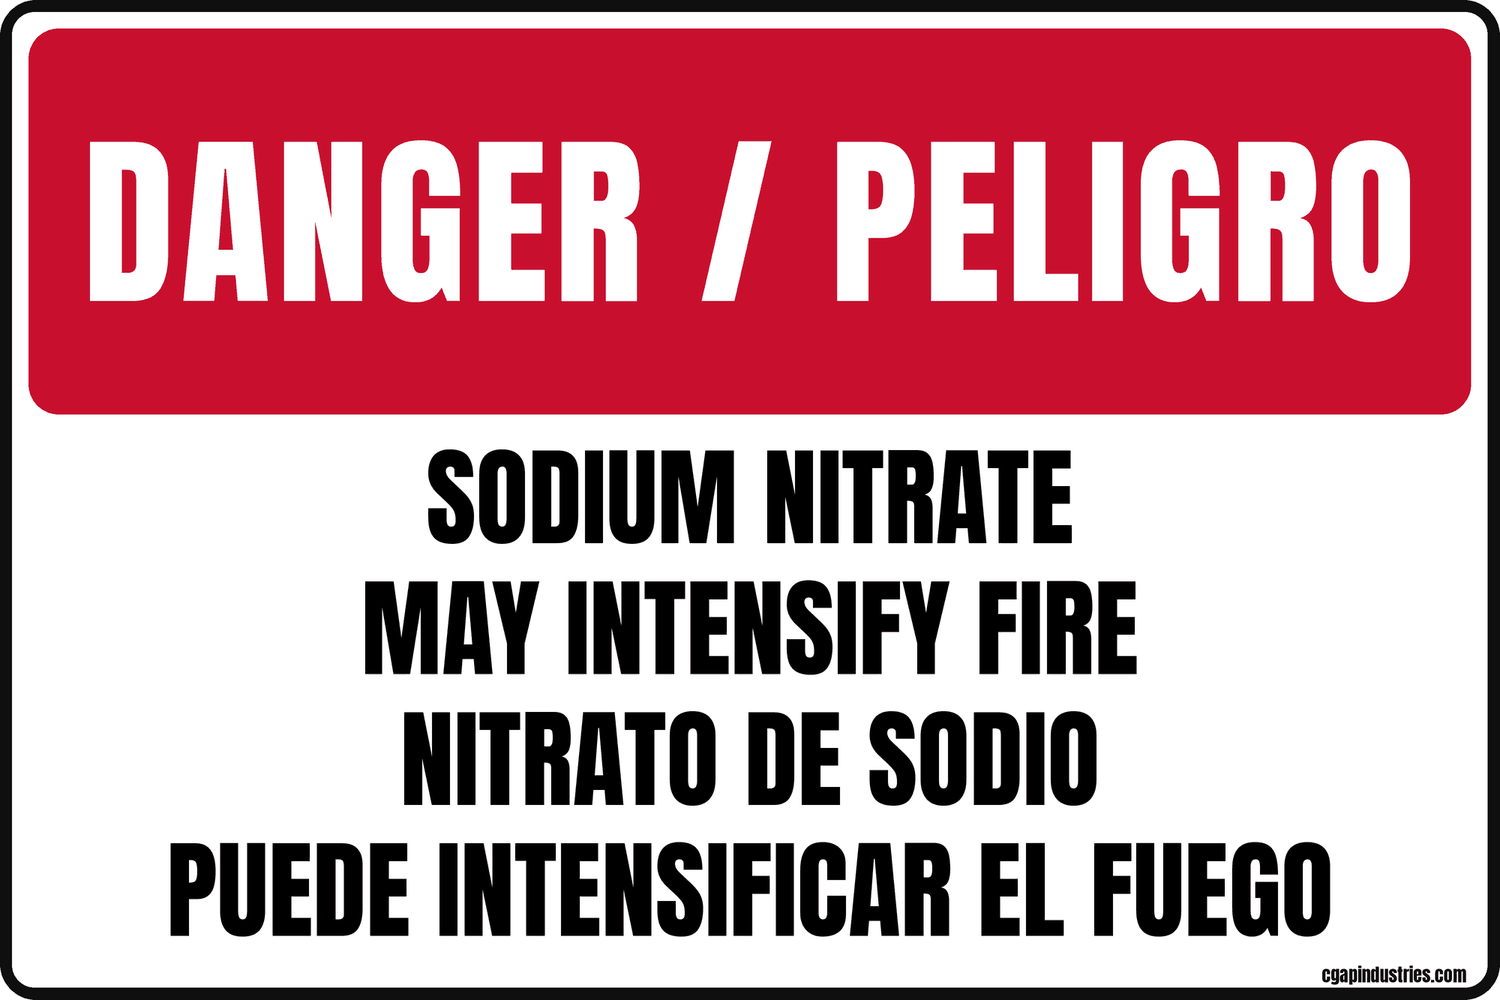 DANGER / PELIGRO
SODIUM NITRATE
MAY INTENSIFY FIRE
NITRATO DE SODIO
PUEDE INTENSIFICAR EL FUEGO
cgapindustries.com